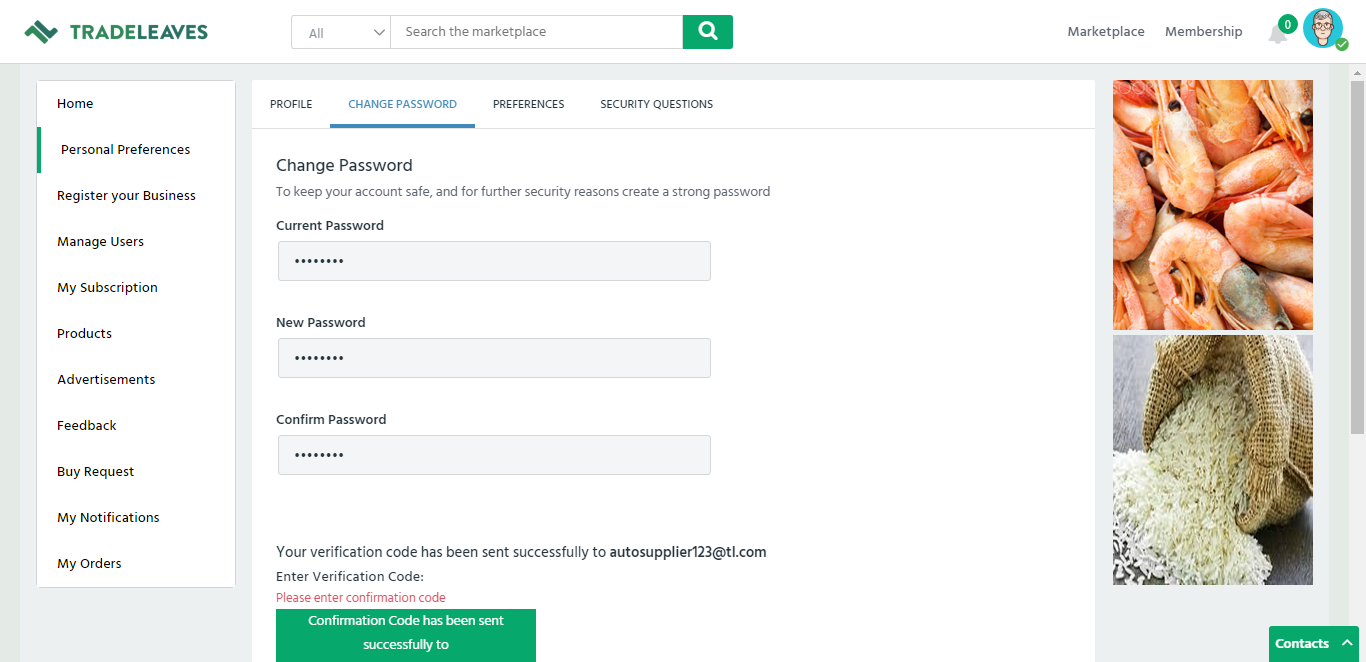 TRADELEAVES
All
Search the marketplace
Marketplace
Membership
0
Home
Personal Preferences
Register your Business
Manage Users
My Subscription
Products
Advertisements
Feedback
Buy Request
My Notifications
My Orders
PROFILE
CHANGE PASSWORD
PREFERENCES
SECURITY QUESTIONS
Change Password
To keep your account safe, and for further security reasons create a strong password
Current Password
••••••••
New Password
••••••••
Confirm Password
••••••••
Your verification code has been sent successfully to autosupplier123@tl.com
Enter Verification Code:
Please enter confirmation code
Confirmation Code has been sent
successfully to
Contacts